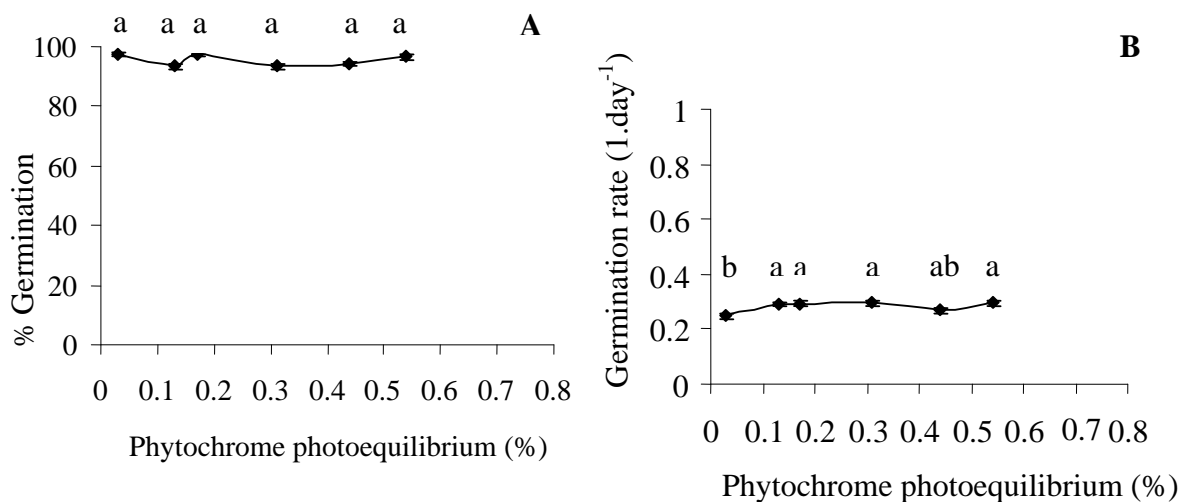 a a a a a a
A
100
80
60
40
20
0
% Germination
0 0.1 0.2 0.3 0.4 0.5 0.6 0.7 0.8
Phytochrome photoequilibrium (%)
B
1
0.8
0.6
0.4
0.2
0
Germination rate (1.day-1)
b a a a ab a
0 0.1 0.2 0.3 0.4 0.5 0.6 0.7 0.8
Phytochrome photoequilibrium (%)